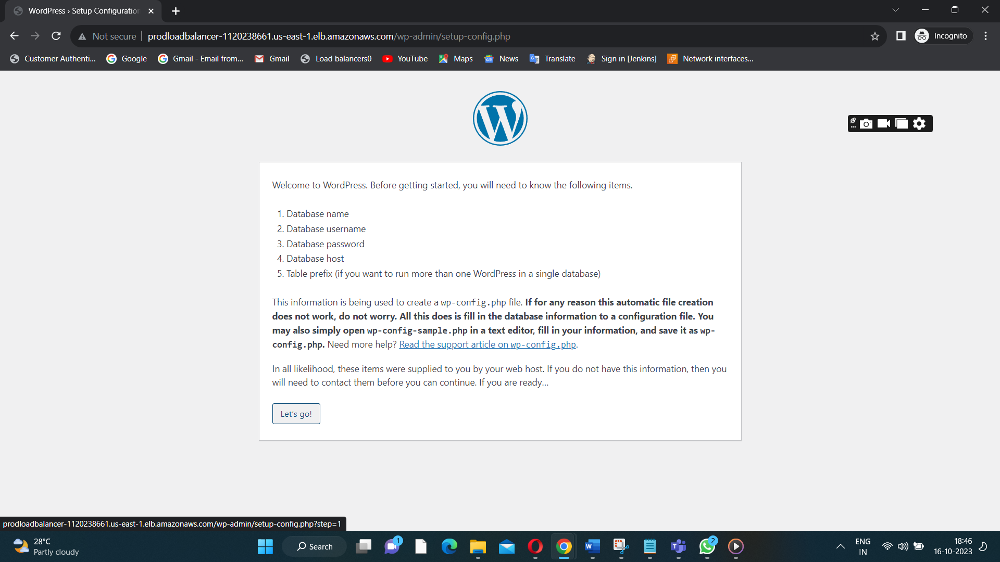 WordPress › Setup Configuration
Not secure
prodloadbalancer-1120238661.us-east-1.elb.amazonaws.com/wp-admin/setup-config.php
Incognito
Customer Authenti... Google Gmail - Email from... Gmail Load balancers0 YouTube Maps News Translate Sign in [Jenkins] Network interfaces...
Welcome to WordPress. Before getting started, you will need to know the following items.
1. Database name
2. Database username
3. Database password
4. Database host
5. Table prefix (if you want to run more than one WordPress in a single database)
This information is being used to create a wp-config.php file. If for any reason this automatic file creation
does not work, do not worry. All this does is fill in the database information to a configuration file. You
may also simply open wp-config-sample.php in a text editor, fill in your information, and save it as wp-
config.php. Need more help? Read the support article on wp-config.php.
In all likelihood, these items were supplied to you by your web host. If you do not have this information, then you
will need to contact them before you can continue. If you are ready…
Let’s go!
prodloadbalancer-1120238661.us-east-1.elb.amazonaws.com/wp-admin/setup-config.php?step=1
28°C
Partly cloudy
Search
1
2
ENG
IN
18:46
16-10-2023